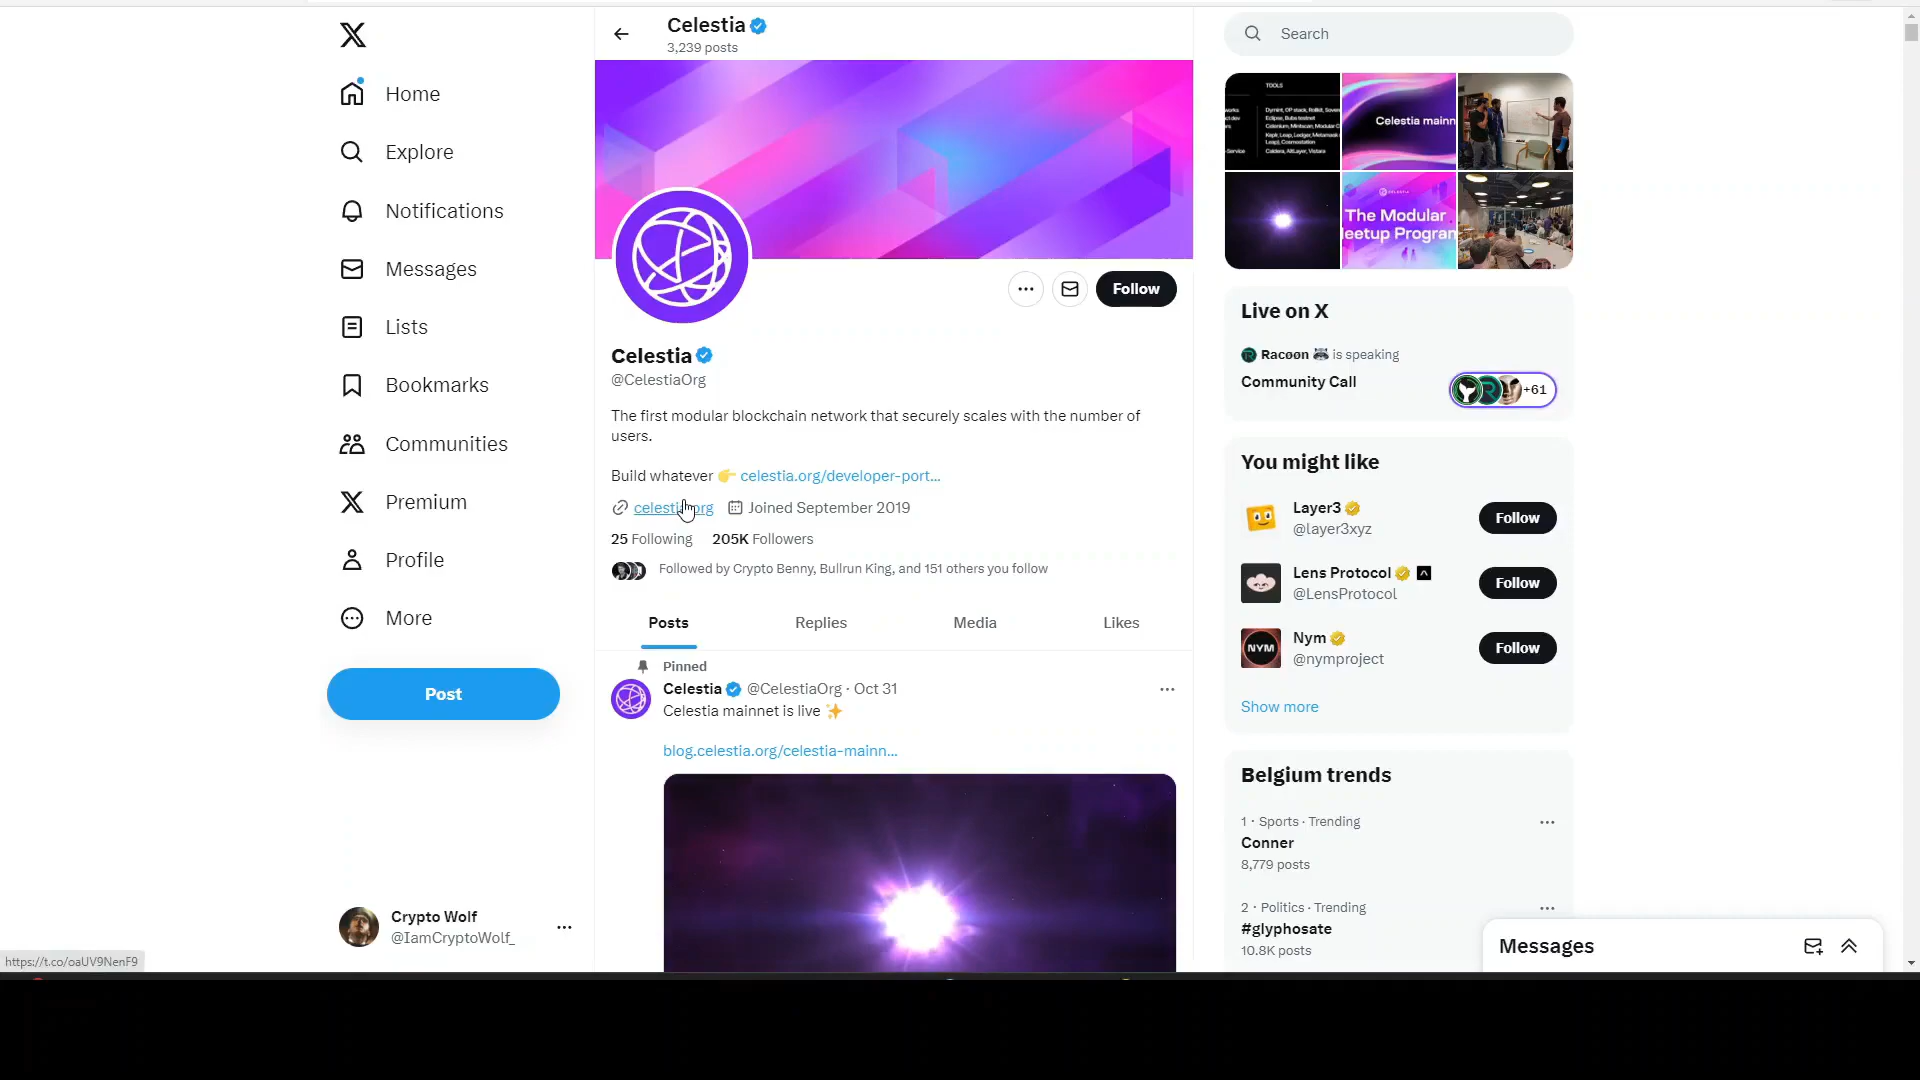 Home
Explore
Notifications
Messages
Lists
Bookmarks
Communities
Premium
Profile
More
Post
Crypto Wolf
@IamCryptoWolf_
https://t.co/oaUV9NenF9
Celestia
3,239 posts
Follow
Celestia
@CelestiaOrg
The first modular blockchain network that securely scales with the number of
users.
Build whatever 👉 celestia.org/developer-port...
celestia.org Joined September 2019
25 Following 205K Followers
Followed by Crypto Benny, Bullrun King, and 151 others you follow
Posts Replies Media Likes
Pinned
Celestia @CelestiaOrg · Oct 31
Celestia mainnet is live ✨
blog.celestia.org/celestia-mainn...
Search
TOOLS
Celestia mainn
CELESTIA
The Modular
eetup Program
Live on X
Racøøn 🦝 is speaking
Community Call
+61
You might like
Layer3
@layer3xyz
Follow
Lens Protocol
@LensProtocol
Follow
NYM
Nym
@nymproject
Follow
Show more
Belgium trends
1 · Sports · Trending
Conner
8,779 posts
2 · Politics · Trending
#glyphosate
10.8K posts
Messages